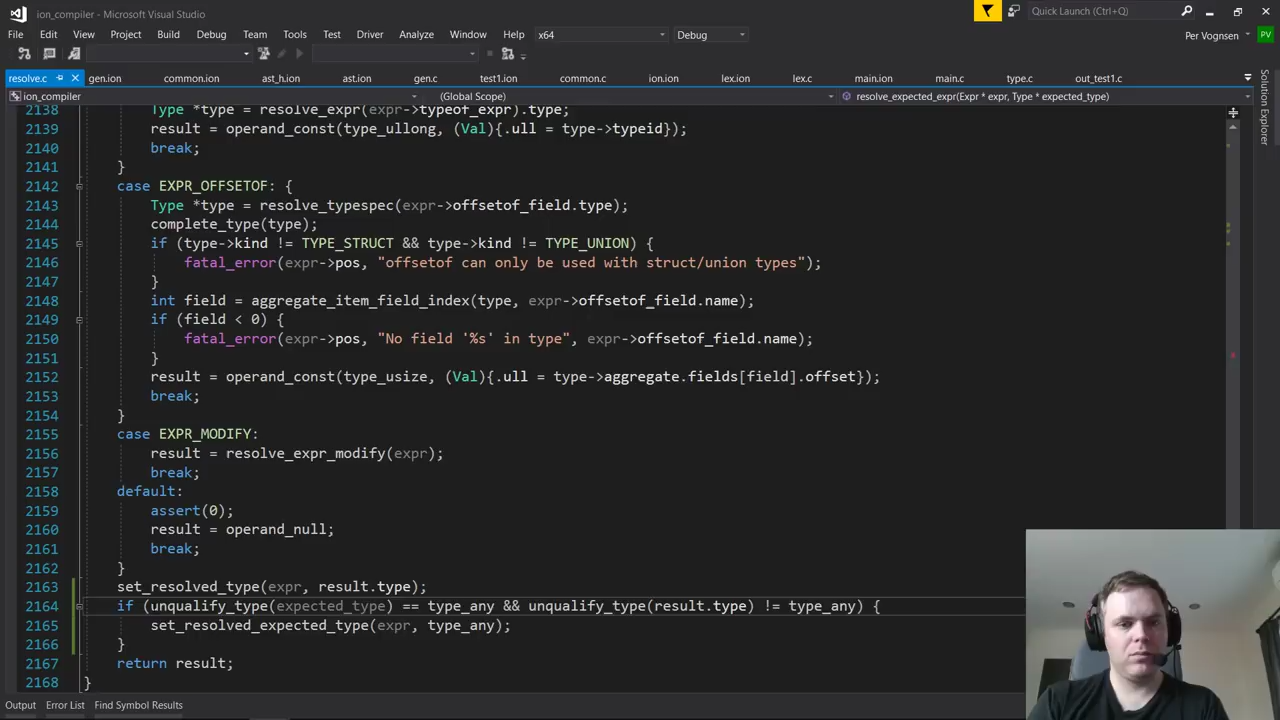 ion_compiler - Microsoft Visual Studio
Quick Launch (Ctrl+Q)
File Edit View Project Build Debug Team Tools Test Driver Analyze Window Help x64 Debug Per Vognsen PV
resolve.c gen.ion common.ion ast_h.ion ast.ion gen.c test1.ion common.c ion.ion lex.ion lex.c main.ion main.c type.c out_test1.c
ion_compiler (Global Scope) resolve_expected_expr(Expr * expr, Type * expected_type)
Solution Explorer
2138 Type *type = resolve_expr(expr->typeof_expr).type;
2139 result = operand_const(type_ullong, (Val){.ull = type->typeid});
2140 break;
2141 }
2142 case EXPR_OFFSETOF: {
2143 Type *type = resolve_typespec(expr->offsetof_field.type);
2144 complete_type(type);
2145 if (type->kind != TYPE_STRUCT && type->kind != TYPE_UNION) {
2146 fatal_error(expr->pos, "offsetof can only be used with struct/union types");
2147 }
2148 int field = aggregate_item_field_index(type, expr->offsetof_field.name);
2149 if (field < 0) {
2150 fatal_error(expr->pos, "No field '%s' in type", expr->offsetof_field.name);
2151 }
2152 result = operand_const(type_usize, (Val){.ull = type->aggregate.fields[field].offset});
2153 break;
2154 }
2155 case EXPR_MODIFY:
2156 result = resolve_expr_modify(expr);
2157 break;
2158 default:
2159 assert(0);
2160 result = operand_null;
2161 break;
2162 }
2163 set_resolved_type(expr, result.type);
2164 if (unqualify_type(expected_type) == type_any && unqualify_type(result.type) != type_any) {
2165 set_resolved_expected_type(expr, type_any);
2166 }
2167 return result;
2168 }
Output Error List Find Symbol Results